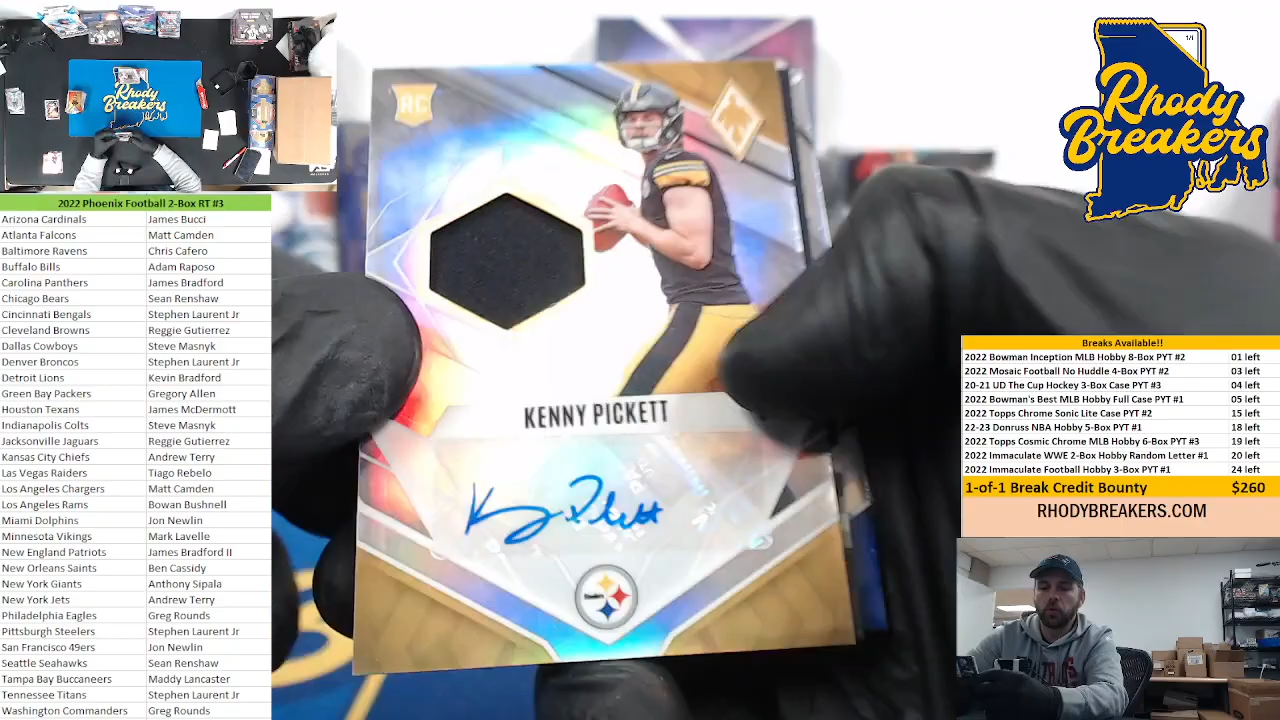 Rhody
Breakers
2022 Phoenix Football 2-Box RT #3
Arizona Cardinals James Bucci
Atlanta Falcons Matt Camden
Baltimore Ravens Chris Cafero
Buffalo Bills Adam Raposo
Carolina Panthers James Bradford
Chicago Bears Sean Renshaw
Cincinnati Bengals Stephen Laurent Jr
Cleveland Browns Reggie Gutierrez
Dallas Cowboys Steve Masnyk
Denver Broncos Stephen Laurent Jr
Detroit Lions Kevin Bradford
Green Bay Packers Gregory Allen
Houston Texans James McDermott
Indianapolis Colts Steve Masnyk
Jacksonville Jaguars Reggie Gutierrez
Kansas City Chiefs Andrew Terry
Las Vegas Raiders Tiago Rebelo
Los Angeles Chargers Matt Camden
Los Angeles Rams Bowan Bushnell
Miami Dolphins Jon Newlin
Minnesota Vikings Mark Lavelle
New England Patriots James Bradford II
New Orleans Saints Ben Cassidy
New York Giants Anthony Sipala
New York Jets Andrew Terry
Philadelphia Eagles Greg Rounds
Pittsburgh Steelers Stephen Laurent Jr
San Francisco 49ers Jon Newlin
Seattle Seahawks Sean Renshaw
Tampa Bay Buccaneers Maddy Lancaster
Tennessee Titans Stephen Laurent Jr
Washington Commanders Greg Rounds
RC
KENNY PICKETT
Kenny Pickett
Steelers
1/1
Rhody
Breakers
Breaks Available!!
2022 Bowman Inception MLB Hobby 8-Box PYT #2 01 left
2022 Mosaic Football No Huddle 4-Box PYT #2 03 left
20-21 UD The Cup Hockey 3-Box Case PYT #3 04 left
2022 Bowman's Best MLB Hobby Full Case PYT #1 05 left
2022 Topps Chrome Sonic Lite Case PYT #2 15 left
22-23 Donruss NBA Hobby 5-Box PYT #1 18 left
2022 Topps Cosmic Chrome MLB Hobby 6-Box PYT #3 19 left
2022 Immaculate WWE 2-Box Hobby Random Letter #1 20 left
2022 Immaculate Football Hobby 3-Box PYT #1 24 left
1-of-1 Break Credit Bounty $260
RHODYBREAKERS.COM